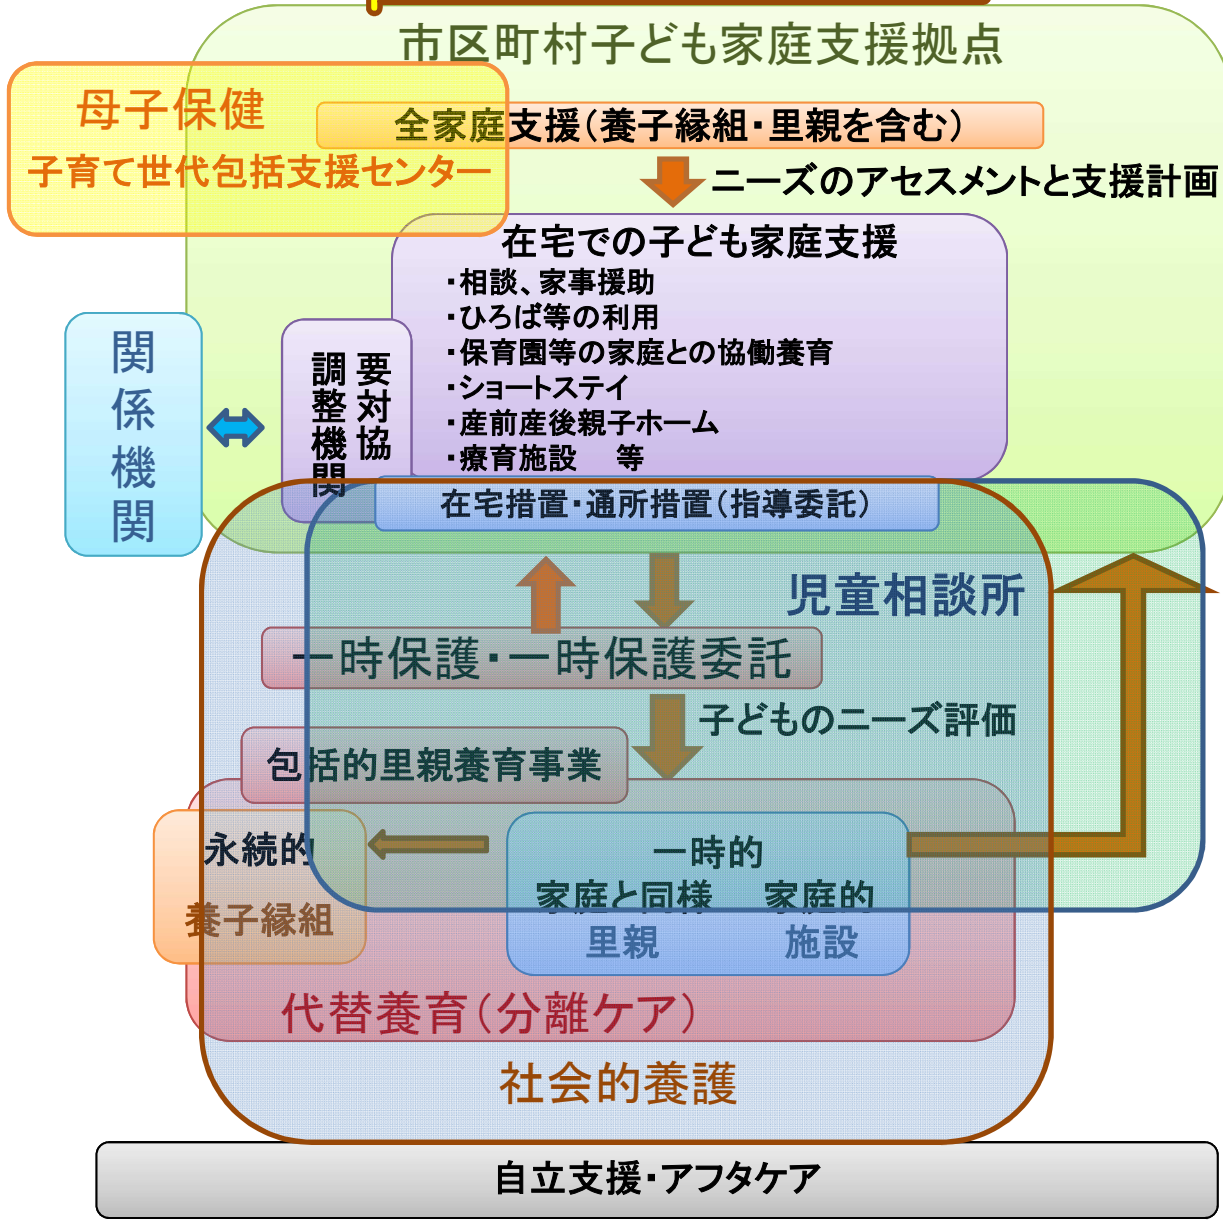 市区町村子ども家庭支援拠点
母子保健
子育て世代包括支援センター
全家庭支援（養子縁組・里親を含む）
ニーズのアセスメントと支援計画
在宅での子ども家庭支援
・相談、家事援助
・ひろば等の利用
・保育園等の家庭との協働養育
・ショートステイ
・産前産後親子ホーム
・療育施設　等
関係機関
要対協
調整機関
在宅措置・通所措置（指導委託）
児童相談所
一時保護・一時保護委託
子どものニーズ評価
包括的里親養育事業
永続的
養子縁組
一時的
家庭と同様　家庭的
里親　施設
代替養育（分離ケア）
社会的養護
自立支援・アフタケア